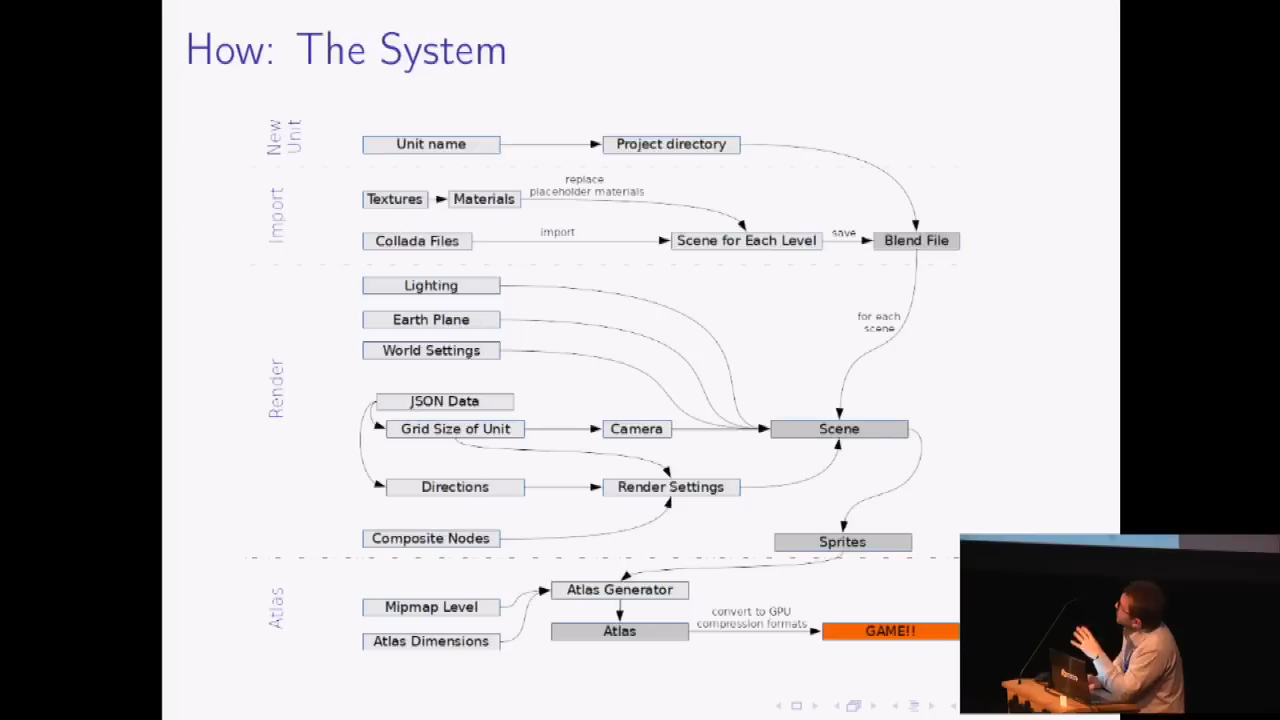 How: The System
New
Unit
Unit name
Project directory
Import
Textures
Materials
replace
placeholder materials
Collada Files
import
Scene for Each Level
save
Blend File
Render
Lighting
Earth Plane
World Settings
for each
scene
JSON Data
Grid Size of Unit
Camera
Scene
Directions
Render Settings
Composite Nodes
Sprites
Atlas
Atlas Generator
Mipmap Level
Atlas Dimensions
Atlas
convert to GPU
compression formats
GAME!!